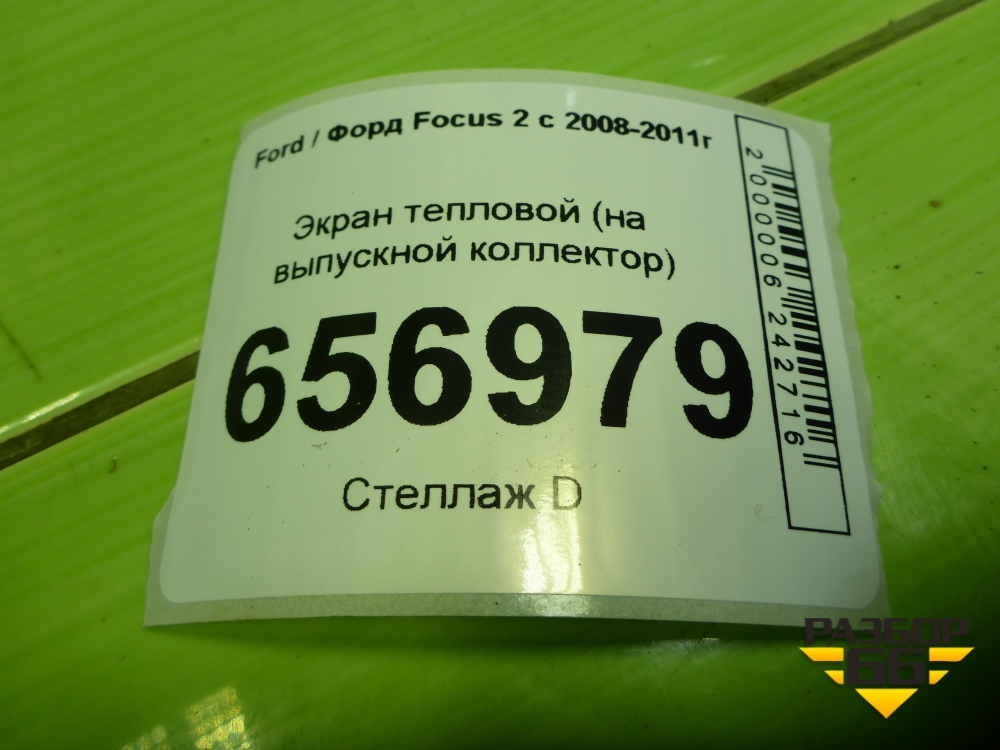 Ford / Форд Focus 2 с 2008-2011г
Экран тепловой (на
выпускной коллектор)
656979
Стеллаж D
2000006242716
РАЗБОР
66